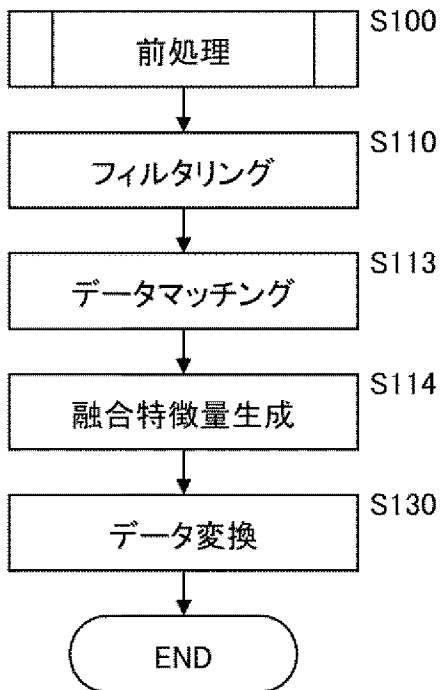 前処理
S100
フィルタリング
S110
データマッチング
S113
融合特徴量生成
S114
データ変換
S130
END